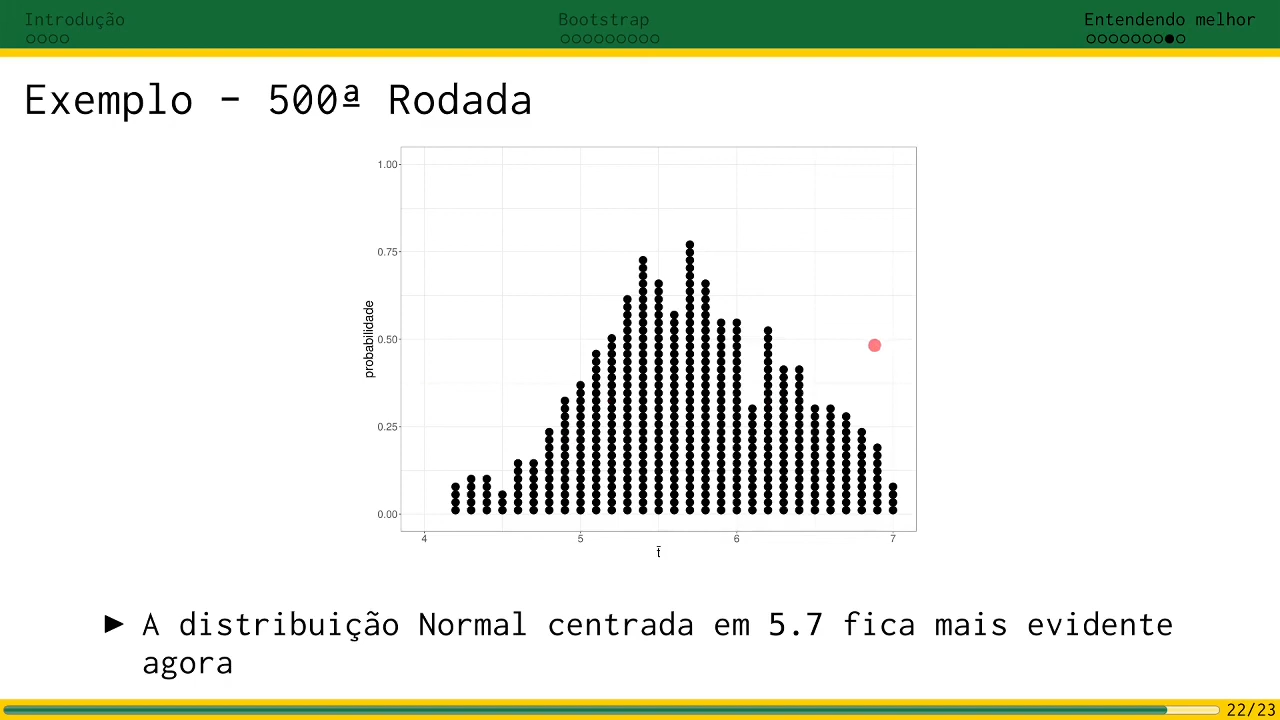 Introdução Bootstrap Entendendo melhor
Exemplo - 500ª Rodada
1.00
0.75
0.50
0.25
0.00
probabilidade
4 5 6 7
t̄
► A distribuição Normal centrada em 5.7 fica mais evidente
agora
22/23